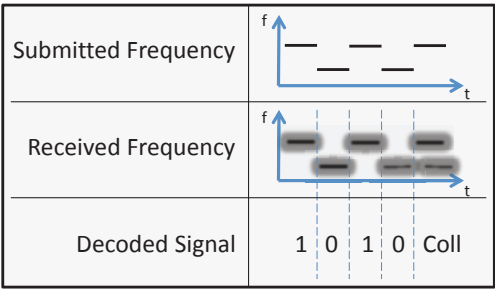 f
Submitted Frequency
t
f
Received Frequency
t
Decoded Signal 1 0 1 0 Coll